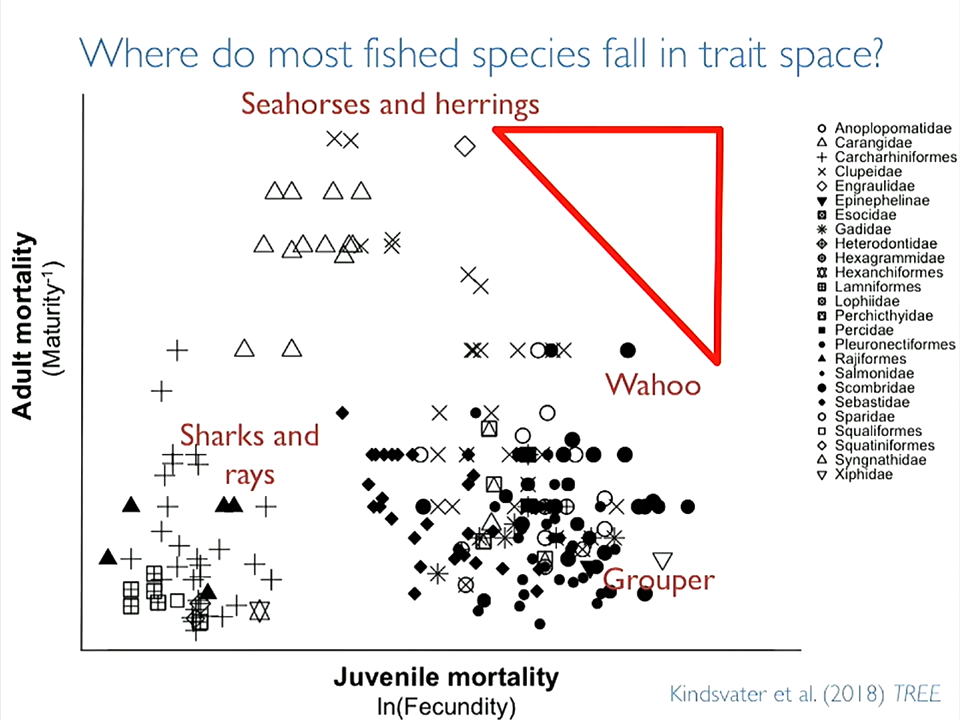 Where do most fished species fall in trait space?
Seahorses and herrings
Adult mortality
(Maturity-1)
Wahoo
Sharks and
rays
Grouper
Juvenile mortality
ln(Fecundity)
Anoplopomatidae
Carangidae
Carcharhiniformes
Clupeidae
Engraulidae
Epinephelinae
Esocidae
Gadidae
Heterodontidae
Hexagrammidae
Hexanchiformes
Lamniformes
Lophiidae
Perchicthyidae
Percidae
Pleuronectiformes
Rajiformes
Salmonidae
Scombridae
Sebastidae
Sparidae
Squaliformes
Squatiniformes
Syngnathidae
Xiphidae
Kindsvater et al. (2018) TREE